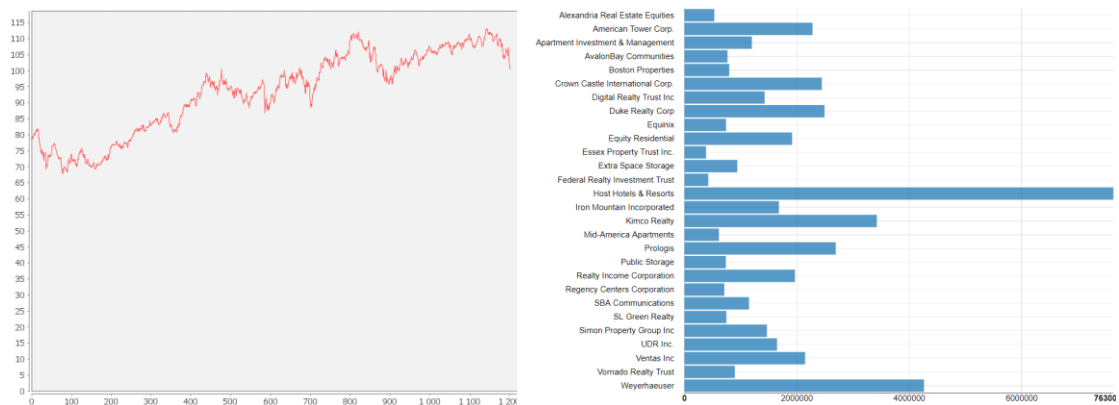 115
110
105
100
95
90
85
80
75
70
65
60
55
50
45
40
35
30
25
20
15
10
5
0
0 100 200 300 400 500 600 700 800 900 1 000 1 100 1 200
Alexandria Real Estate Equities
American Tower Corp.
Apartment Investment & Management
AvalonBay Communities
Boston Properties
Crown Castle International Corp.
Digital Realty Trust Inc
Duke Realty Corp
Equinix
Equity Residential
Essex Property Trust Inc.
Extra Space Storage
Federal Realty Investment Trust
Host Hotels & Resorts
Iron Mountain Incorporated
Kimco Realty
Mid-America Apartments
Prologis
Public Storage
Realty Income Corporation
Regency Centers Corporation
SBA Communications
SL Green Realty
Simon Property Group Inc
UDR Inc.
Ventas Inc
Vornado Realty Trust
Weyerhaeuser
0 2000000 4000000 6000000